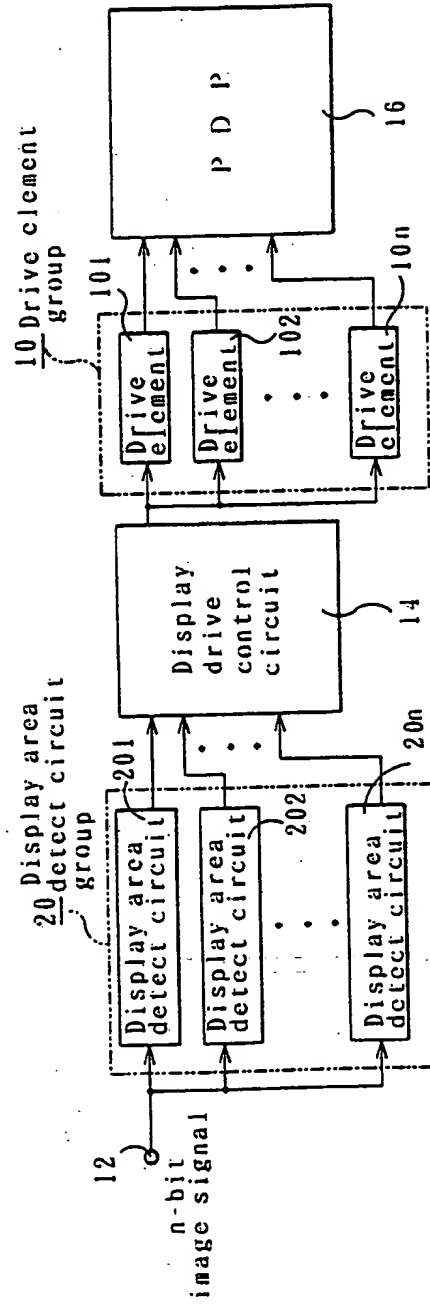 12
n-bit
image signal
20 Display area
detect circuit
group
201
Display area
detect circuit
Display area
detect circuit
202
Display area
detect circuit
20n
Display
drive
control
circuit
14
10 Drive element
group
101
Drive
element
Drive
element
102
Drive
element
10n
P D P
16